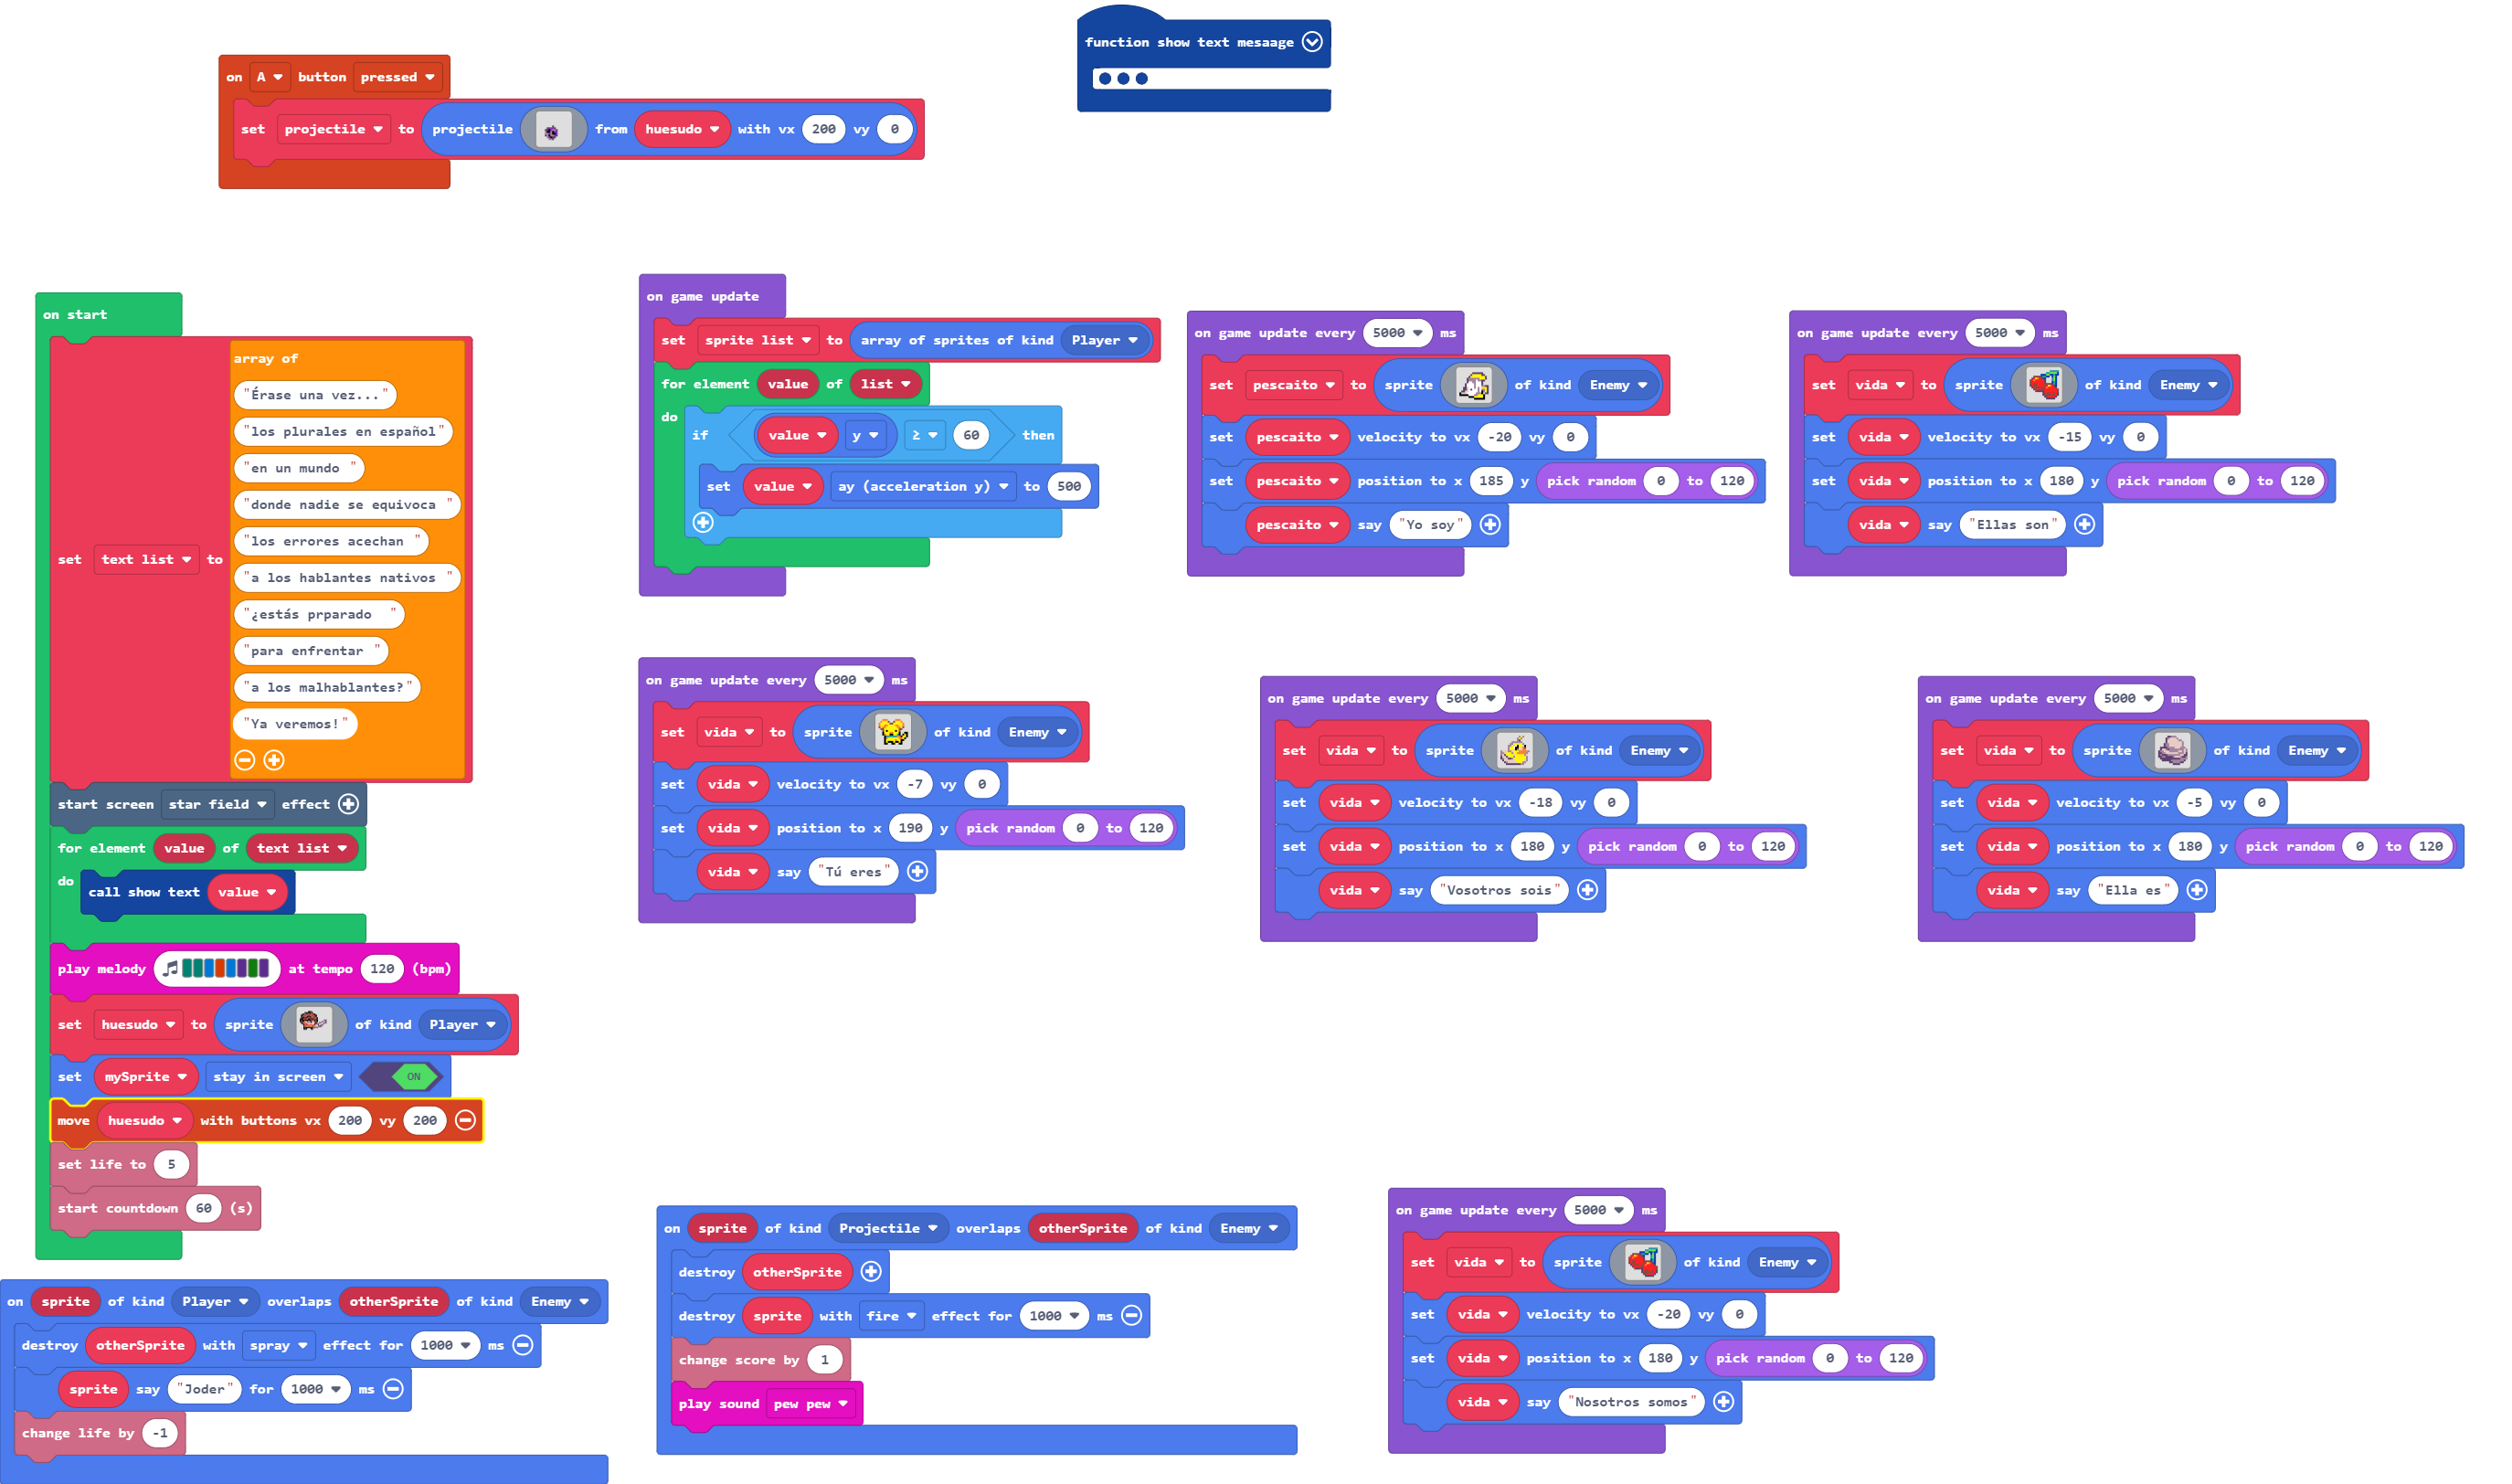 function show text mesaage
on A button pressed
set projectile to projectile from huesudo with vx 200 vy 0
on start
set text list to array of
"Érase una vez..."
"los plurales en español"
"en un mundo "
"donde nadie se equivoca "
"los errores acechan "
"a los hablantes nativos "
"¿estás prparado  "
"para enfrentar "
"a los malhablantes?"
"Ya veremos!"
start screen star field effect
for element value of text list
do call show text value
play melody at tempo 120 (bpm)
set huesudo to sprite of kind Player
set mySprite stay in screen ON
move huesudo with buttons vx 200 vy 200
set life to 5
start countdown 60 (s)
on game update
set sprite list to array of sprites of kind Player
for element value of list
do
if value y ≥ 60 then
set value ay (acceleration y) to 500
on game update every 5000 ms
set pescaito to sprite of kind Enemy
set pescaito velocity to vx -20 vy 0
set pescaito position to x 185 y pick random 0 to 120
pescaito say "Yo soy"
on game update every 5000 ms
set vida to sprite of kind Enemy
set vida velocity to vx -15 vy 0
set vida position to x 180 y pick random 0 to 120
vida say "Ellas son"
on game update every 5000 ms
set vida to sprite of kind Enemy
set vida velocity to vx -7 vy 0
set vida position to x 190 y pick random 0 to 120
vida say "Tú eres"
on game update every 5000 ms
set vida to sprite of kind Enemy
set vida velocity to vx -18 vy 0
set vida position to x 180 y pick random 0 to 120
vida say "Vosotros sois"
on game update every 5000 ms
set vida to sprite of kind Enemy
set vida velocity to vx -5 vy 0
set vida position to x 180 y pick random 0 to 120
vida say "Ella es"
on sprite of kind Player overlaps otherSprite of kind Enemy
destroy otherSprite with spray effect for 1000 ms
sprite say "Joder" for 1000 ms
change life by -1
on sprite of kind Projectile overlaps otherSprite of kind Enemy
destroy otherSprite
destroy sprite with fire effect for 1000 ms
change score by 1
play sound pew pew
on game update every 5000 ms
set vida to sprite of kind Enemy
set vida velocity to vx -20 vy 0
set vida position to x 180 y pick random 0 to 120
vida say "Nosotros somos"